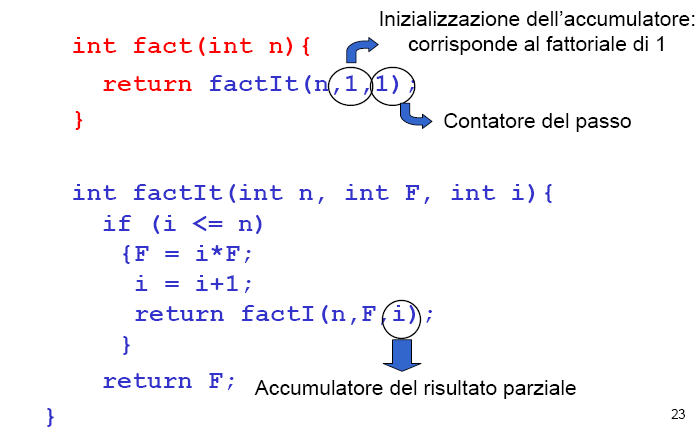 Inizializzazione dell'accumulatore:
corrisponde al fattoriale di 1
int fact(int n){
return factIt(n,1,1);
}
Contatore del passo
int factIt(int n, int F, int i){
if (i <= n)
{F = i*F;
i = i+1;
return factI(n,F,i);
}
return F;
Accumulatore del risultato parziale
}
23